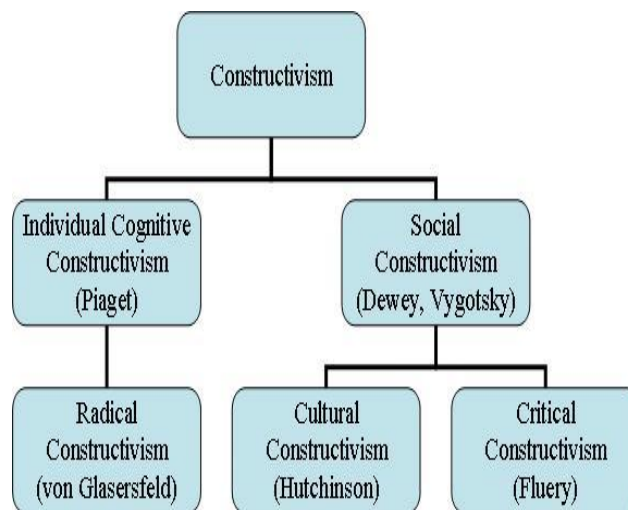 Constructivism
Individual Cognitive
Constructivism
(Piaget)
Social
Constructivism
(Dewey, Vygotsky)
Radical
Constructivism
(von Glasersfeld)
Cultural
Constructivism
(Hutchinson)
Critical
Constructivism
(Fluery)